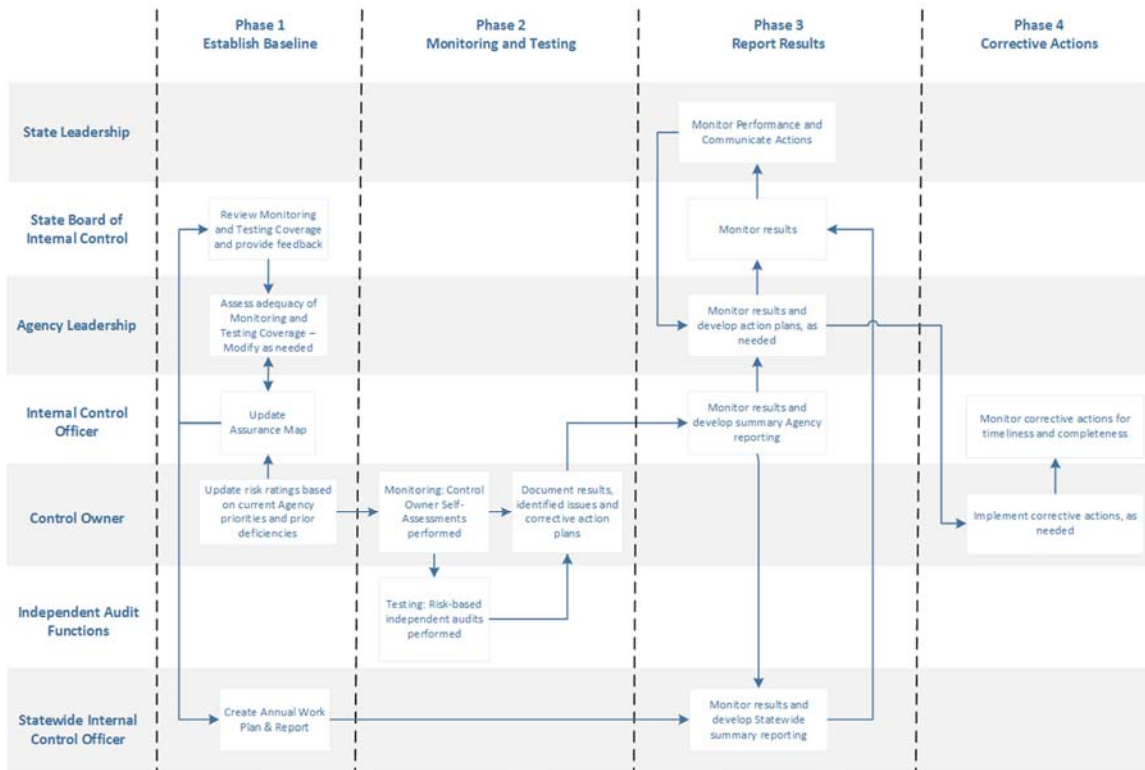 Phase 1
Establish Baseline
Phase 2
Monitoring and Testing
Phase 3
Report Results
Phase 4
Corrective Actions
State Leadership
Monitor Performance and
Communicate Actions
State Board of
Internal Control
Review Monitoring
and Testing Coverage
and provide feedback
Monitor results
Agency Leadership
Assess adequacy of
Monitoring and
Testing Coverage –
Modify as needed
Monitor results and
develop action plans, as
needed
Internal Control
Officer
Update
Assurance Map
Monitor results and
develop summary Agency
reporting
Monitor corrective actions for
timeliness and completeness
Control Owner
Update risk ratings based
on current Agency
priorities and prior
deficiencies
Monitoring: Control
Owner Self-
Assessments
performed
Document results,
identified issues and
corrective action
plans
Implement corrective actions, as
needed
Independent Audit
Functions
Testing: Risk-based
independent audits
performed
Statewide Internal
Control Officer
Create Annual Work
Plan & Report
Monitor results and
develop Statewide
summary reporting